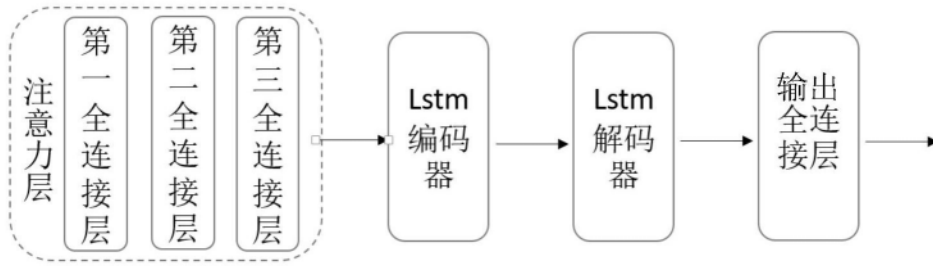 注意力层
第一全连接层
第二全连接层
第三全连接层
Lstm
编码
器
Lstm
解码
器
输出
全连
接层